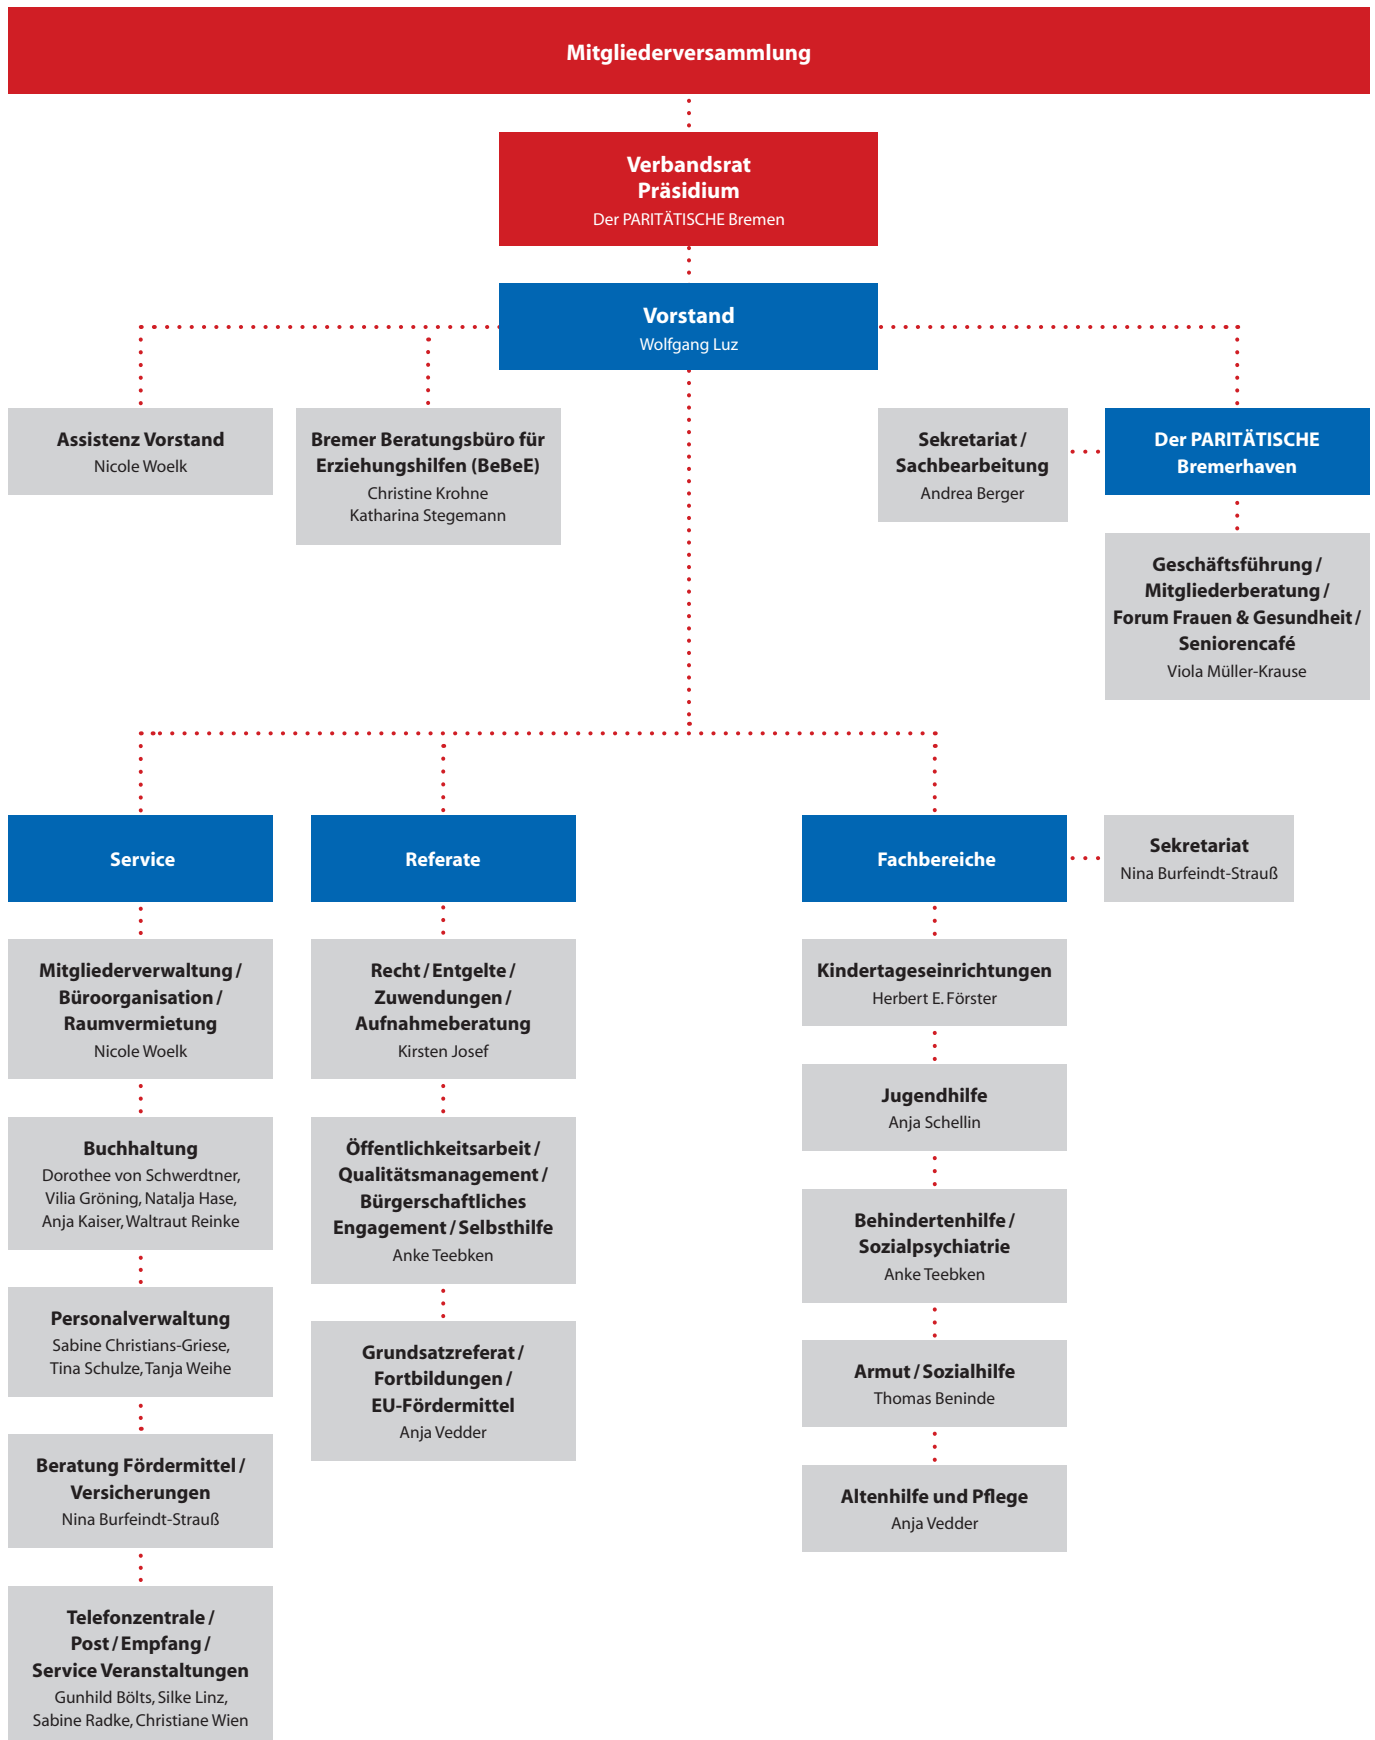 Mitgliederversammlung
Verbandsrat
Präsidium
Der PARITÄTISCHE Bremen
Vorstand
Wolfgang Luz
Assistenz Vorstand
Nicole Woelk
Bremer Beratungsbüro für
Erziehungshilfen (BeBeE)
Christine Krohne
Katharina Stegemann
Sekretariat /
Sachbearbeitung
Andrea Berger
Der PARITÄTISCHE
Bremerhaven
Geschäftsführung /
Mitgliederberatung /
Forum Frauen & Gesundheit /
Seniorencafé
Viola Müller-Krause
Service
Mitgliederverwaltung /
Büroorganisation /
Raumvermietung
Nicole Woelk
Buchhaltung
Dorothee von Schwerdtner,
Vilia Gröning, Natalja Hase,
Anja Kaiser, Waltraut Reinke
Personalverwaltung
Sabine Christians-Griese,
Tina Schulze, Tanja Weihe
Beratung Fördermittel /
Versicherungen
Nina Burfeindt-Strauß
Telefonzentrale /
Post / Empfang /
Service Veranstaltungen
Gunhild Bölts, Silke Linz,
Sabine Radke, Christiane Wien
Referate
Recht / Entgelte /
Zuwendungen /
Aufnahmeberatung
Kirsten Josef
Öffentlichkeitsarbeit /
Qualitätsmanagement /
Bürgerschaftliches
Engagement / Selbsthilfe
Anke Teebken
Grundsatzreferat /
Fortbildungen /
EU-Fördermittel
Anja Vedder
Fachbereiche
Sekretariat
Nina Burfeindt-Strauß
Kindertageseinrichtungen
Herbert E. Förster
Jugendhilfe
Anja Schellin
Behindertenhilfe /
Sozialpsychiatrie
Anke Teebken
Armut / Sozialhilfe
Thomas Beninde
Altenhilfe und Pflege
Anja Vedder